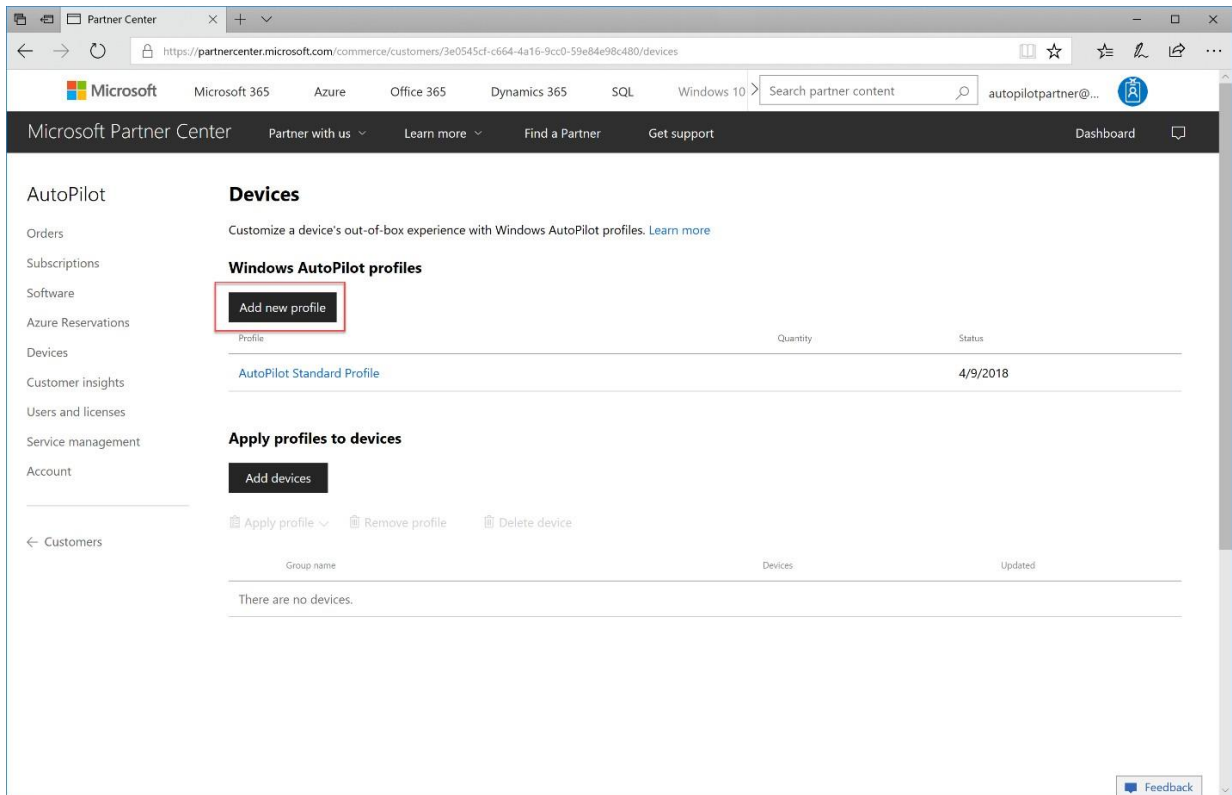 Partner Center
https://partnercenter.microsoft.com/commerce/customers/3e0545cf-c664-4a16-9cc0-59e84e98c480/devices
Microsoft Microsoft 365 Azure Office 365 Dynamics 365 SQL Windows 10 Search partner content autopilotpartner@...
Microsoft Partner Center Partner with us Learn more Find a Partner Get support Dashboard
AutoPilot
Orders
Subscriptions
Software
Azure Reservations
Devices
Customer insights
Users and licenses
Service management
Account
Customers
Devices
Customize a device's out-of-box experience with Windows AutoPilot profiles. Learn more
Windows AutoPilot profiles
Add new profile
Profile Quantity Status
AutoPilot Standard Profile 4/9/2018
Apply profiles to devices
Add devices
Apply profile Remove profile Delete device
Group name Devices Updated
There are no devices.
Feedback